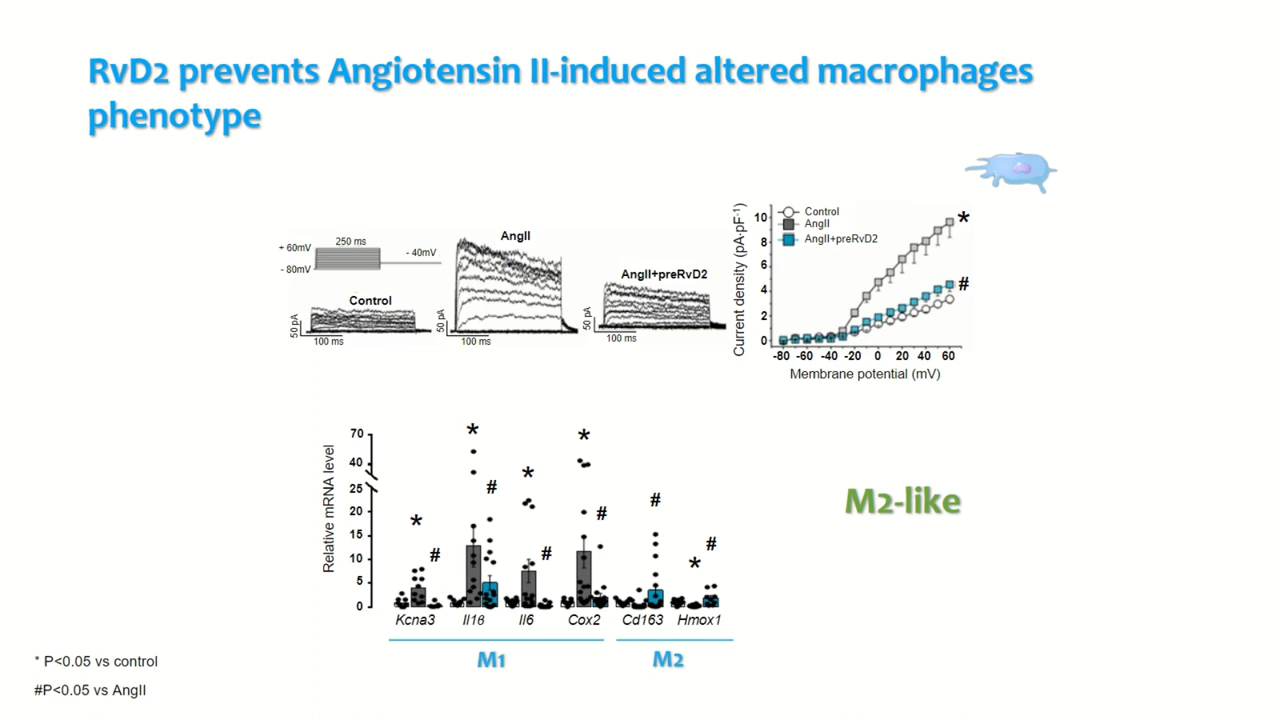 RvD2 prevents Angiotensin II-induced altered macrophages
phenotype
250 ms
+ 60mV
- 40mV
- 80mV
Control
50 pA
100 ms
AngII
50 pA
100 ms
AngII+preRvD2
50 pA
100 ms
Current density (pA·pF-1)
10
8
6
4
2
0
Control
AngII
AngII+preRvD2
*
#
-80 -60 -40 -20 0 20 40 60
Membrane potential (mV)
Relative mRNA level
70
40
25
20
15
10
5
0
* # * # * # * # # * #
Kcna3 Il1β Il6 Cox2 Cd163 Hmox1
M1 M2
M2-like
* P<0.05 vs control
#P<0.05 vs AngII